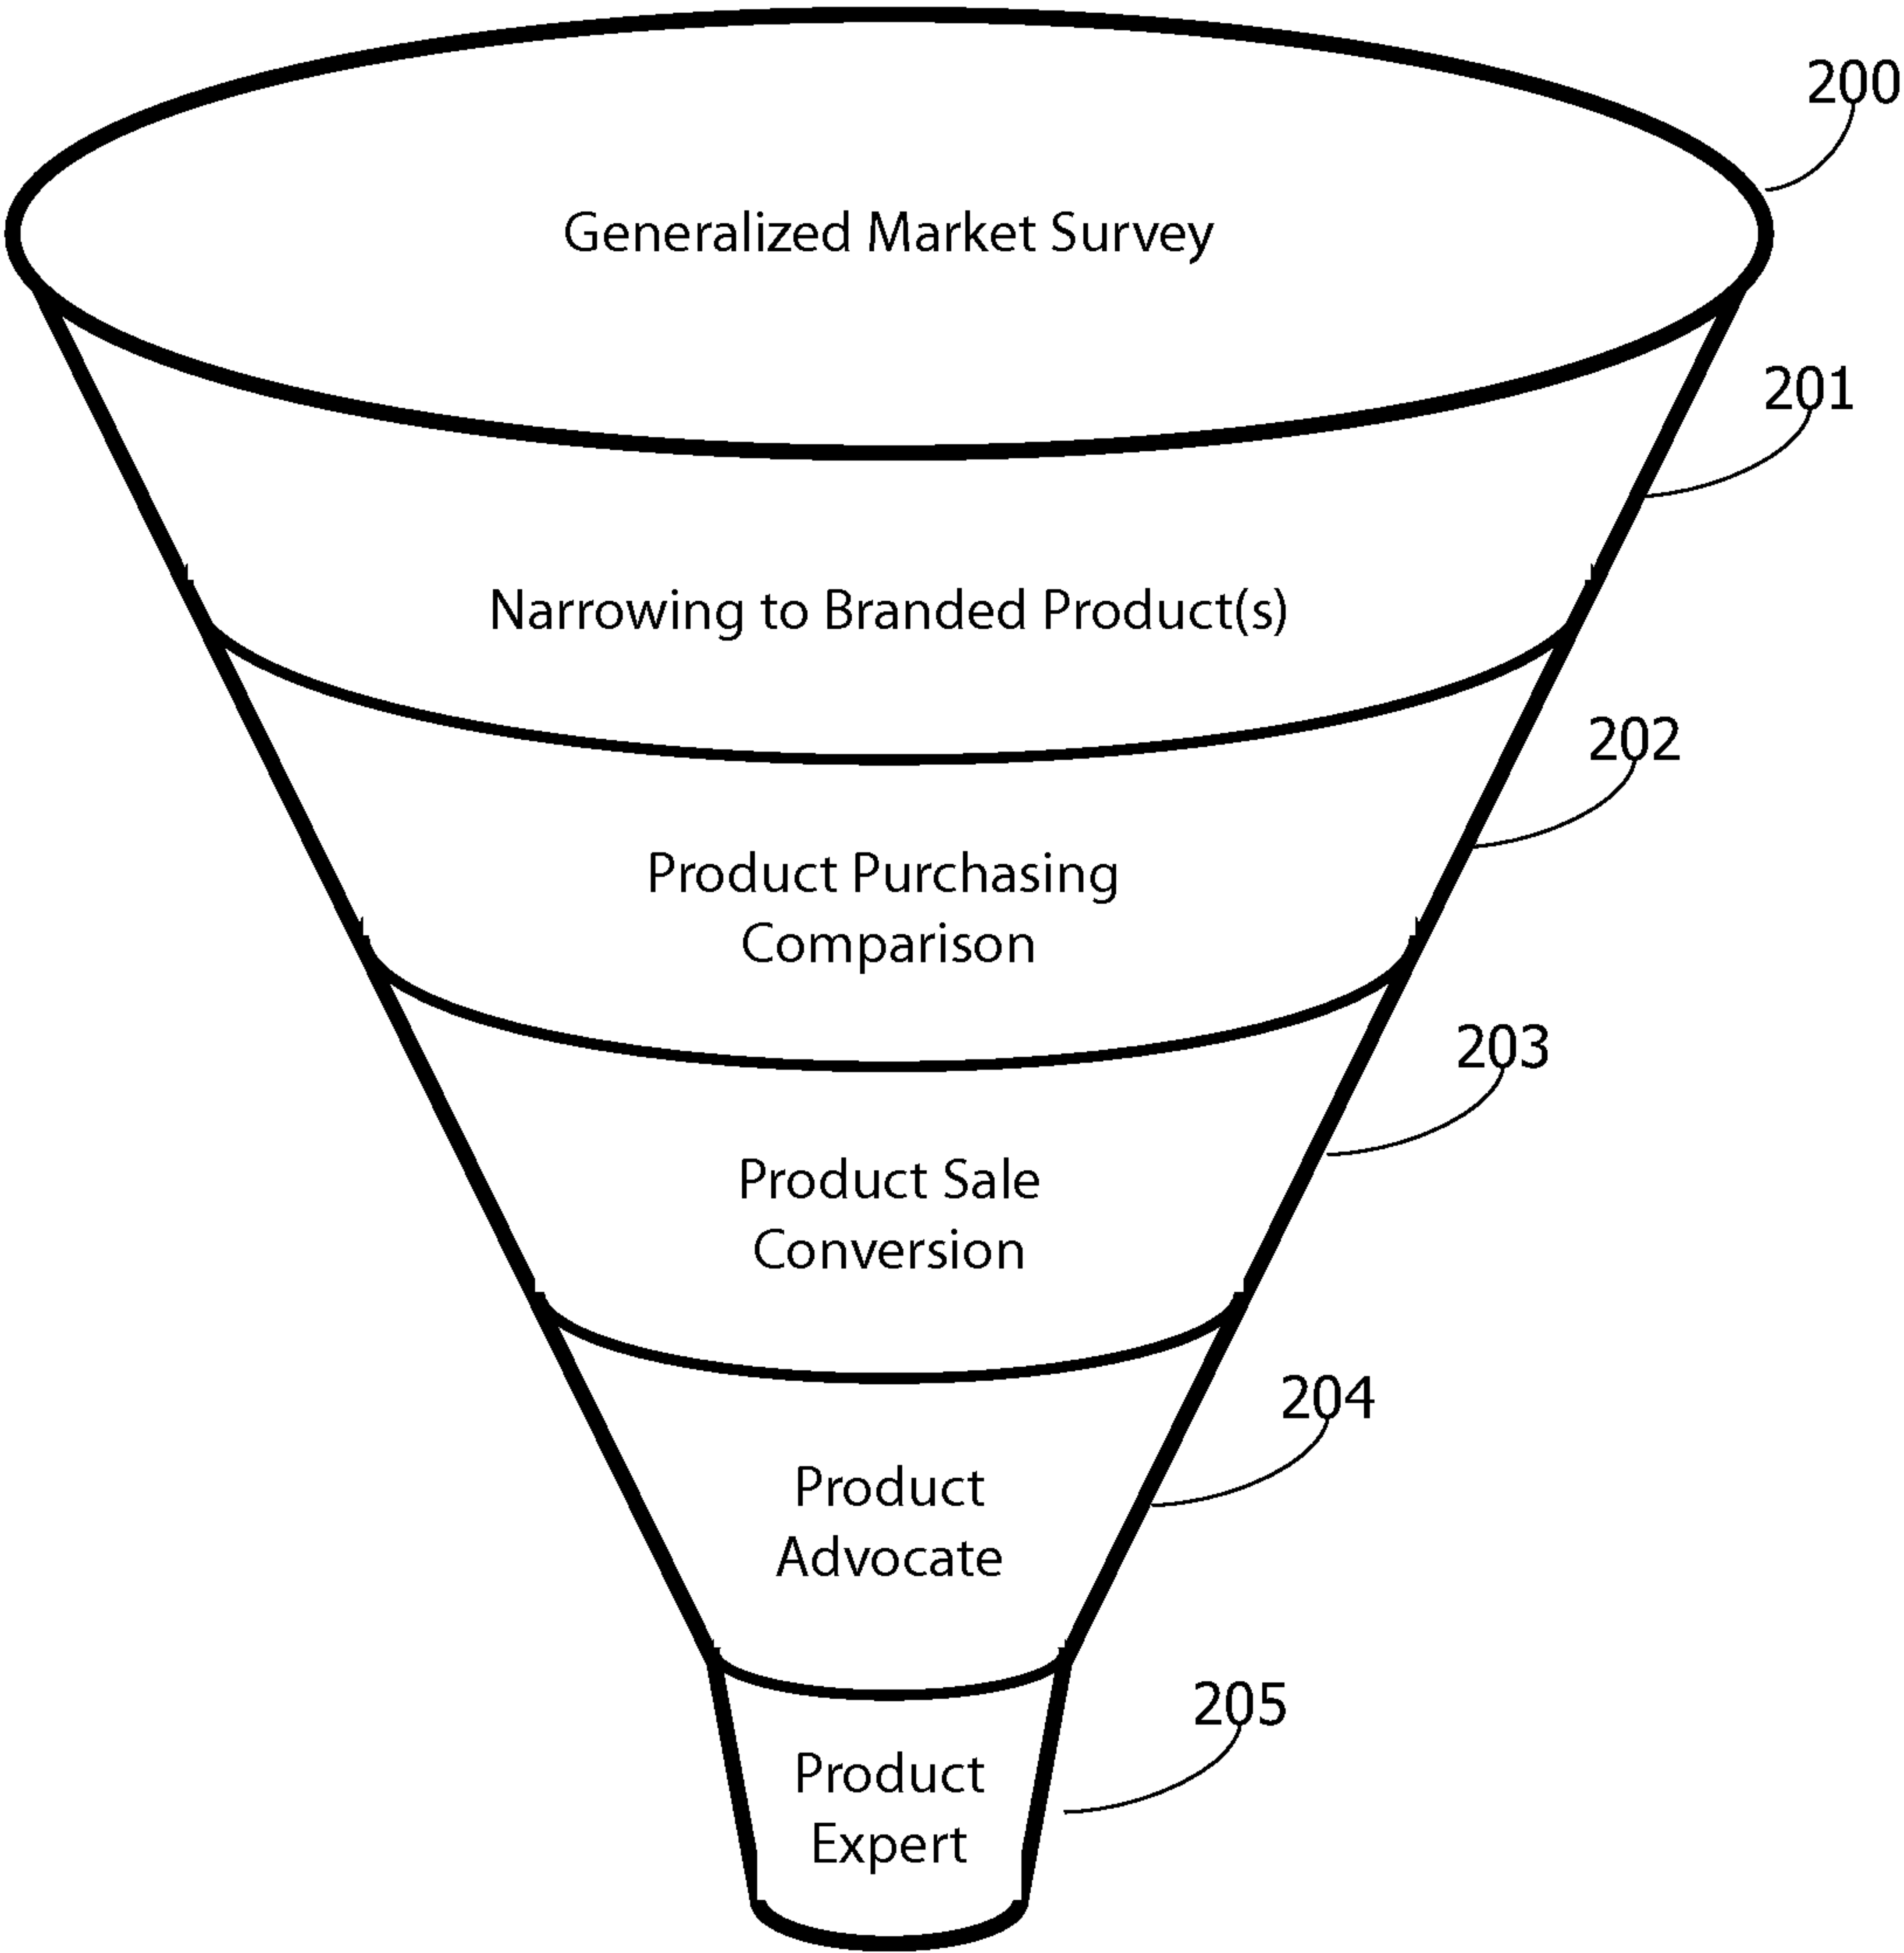 200
Generalized Market Survey
201
Narrowing to Branded Product(s)
202
Product Purchasing
Comparison
203
Product Sale
Conversion
204
Product
Advocate
205
Product
Expert